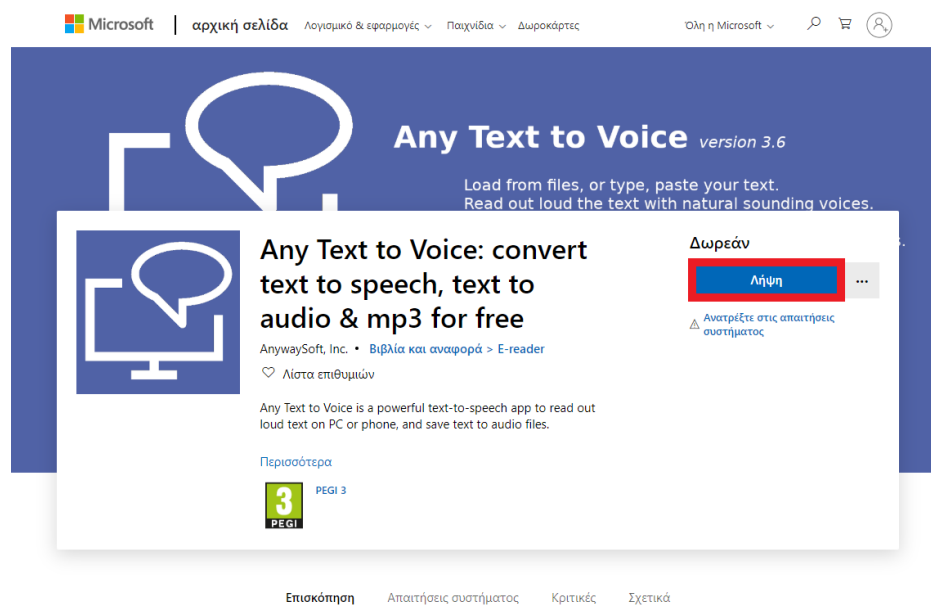 Microsoft αρχική σελίδα Λογισμικό & εφαρμογές Παιχνίδια Δωροκάρτες Όλη η Microsoft
Any Text to Voice version 3.6
Load from files, or type, paste your text.
Read out loud the text with natural sounding voices.
Any Text to Voice: convert
text to speech, text to
audio & mp3 for free
AnywaySoft, Inc. • Βιβλία και αναφορά > E-reader
Λίστα επιθυμιών
Any Text to Voice is a powerful text-to-speech app to read out
loud text on PC or phone, and save text to audio files.
Περισσότερα
3
PEGI
PEGI 3
Δωρεάν
Λήψη ...
Ανατρέξτε στις απαιτήσεις
συστήματος
Επισκόπηση Απαιτήσεις συστήματος Κριτικές Σχετικά